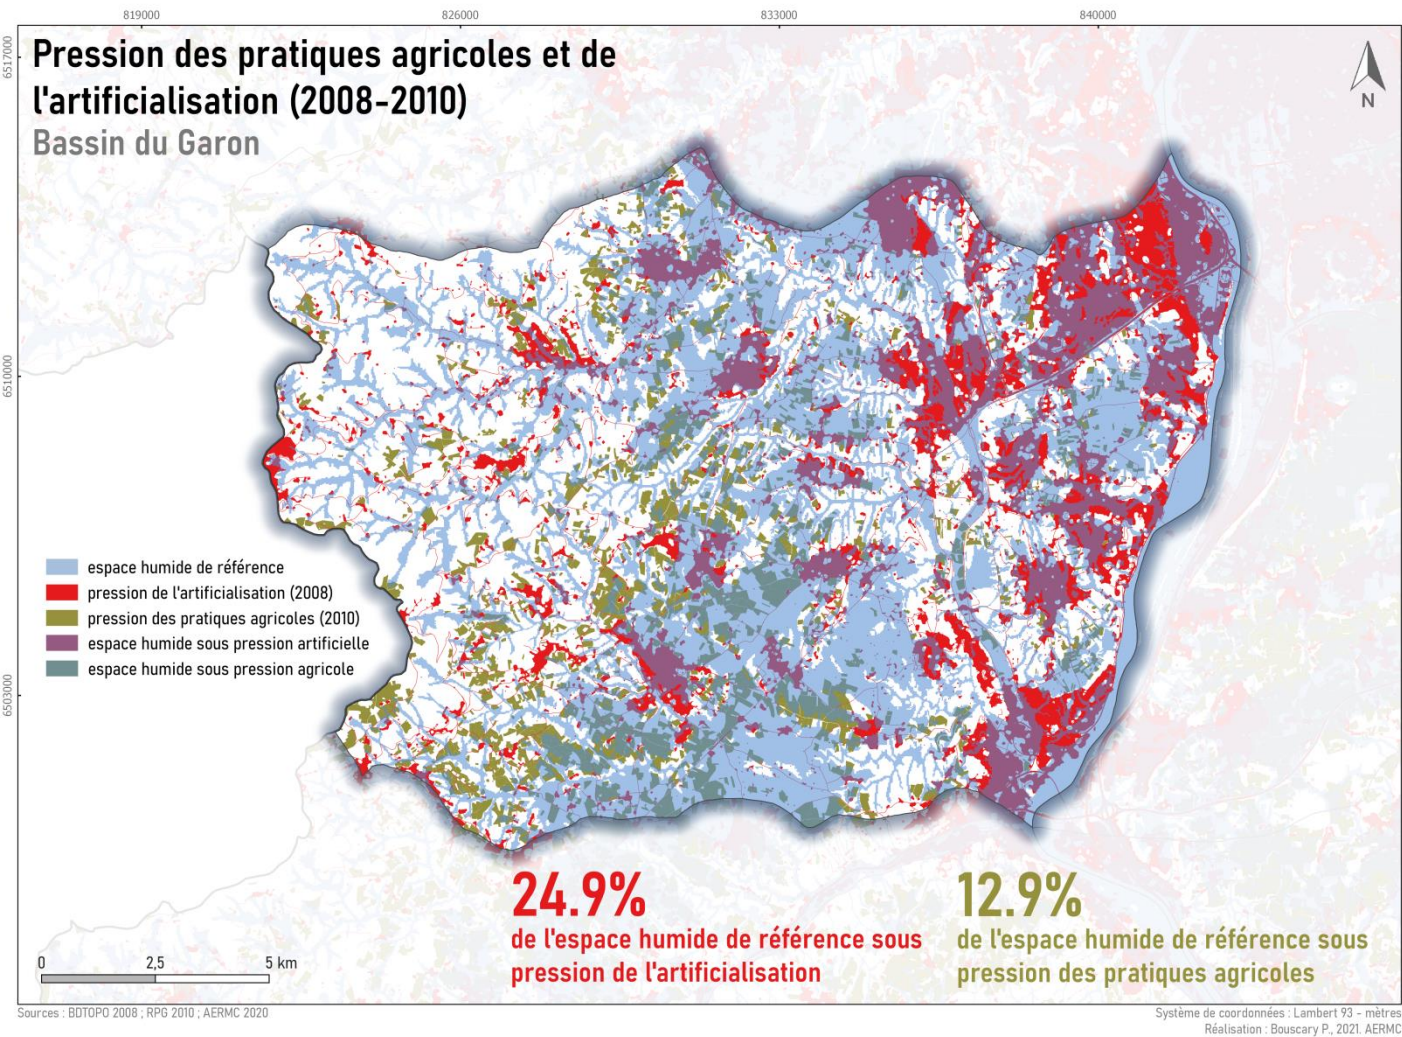 819000
826000
833000
840000
6517000
6510000
6503000
Pression des pratiques agricoles et de
l'artificialisation (2008-2010)
Bassin du Garon
N
espace humide de référence
pression de l'artificialisation (2008)
pression des pratiques agricoles (2010)
espace humide sous pression artificielle
espace humide sous pression agricole
24.9%
de l'espace humide de référence sous
pression de l'artificialisation
12.9%
de l'espace humide de référence sous
pression des pratiques agricoles
0 2,5 5 km
Sources : BDTOPO 2008 ; RPG 2010 ; AERMC 2020
Système de coordonnées : Lambert 93 - mètres
Réalisation : Bouscary P., 2021. AERMC